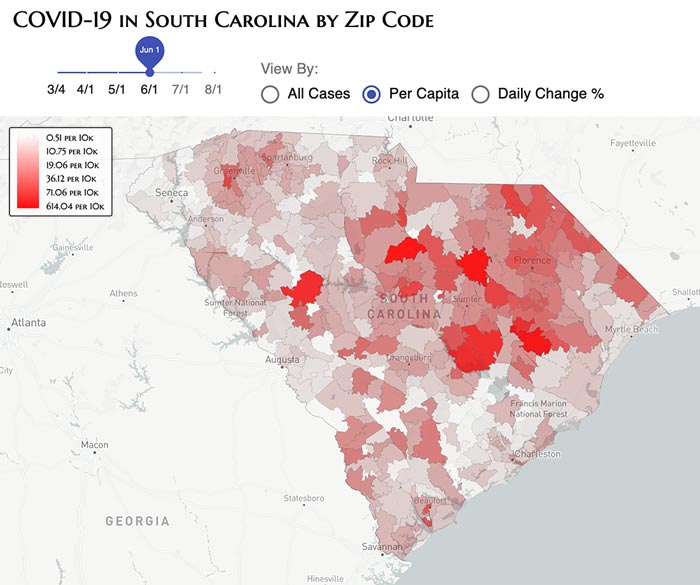 COVID-19 in South Carolina by Zip Code
Jun 1
3/4 4/1 5/1 6/1 7/1 8/1
View By:
All Cases Per Capita Daily Change %
0.51 per 10k
10.75 per 10k
19.06 per 10k
36.12 per 10k
71.06 per 10k
614.04 per 10k
Charlotte
Fayetteville
Spartanburg
Rock Hill
Greenville
Seneca
Anderson
Gainesville
Florence
Roswell
Athens
Sumter National
Forest
SOUTH
CAROLINA
Sumter
Shallott
Atlanta
Myrtle Beach
City
Augusta
Orangeburg
Francis Marion
National Forest
Macon
Charleston
Statesboro
Beaufort
GEORGIA
Savannah
Hinesville